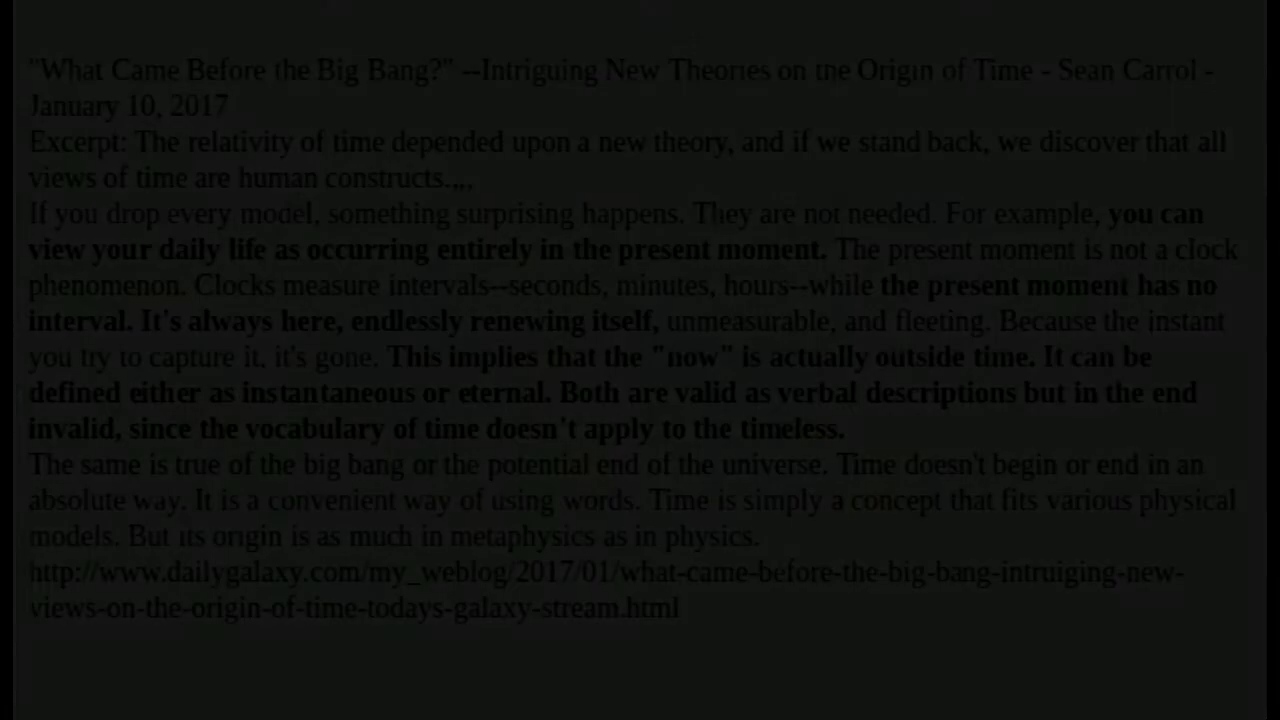 "What Came Before the Big Bang?" --Intriguing New Theories on the Origin of Time - Sean Carrol -
January 10, 2017
Excerpt: The relativity of time depended upon a new theory, and if we stand back, we discover that all
views of time are human constructs.,,,
If you drop every model, something surprising happens. They are not needed. For example, you can
view your daily life as occurring entirely in the present moment. The present moment is not a clock
phenomenon. Clocks measure intervals--seconds, minutes, hours--while the present moment has no
interval. It's always here, endlessly renewing itself, unmeasurable, and fleeting. Because the instant
you try to capture it, it's gone. This implies that the "now" is actually outside time. It can be
defined either as instantaneous or eternal. Both are valid as verbal descriptions but in the end
invalid, since the vocabulary of time doesn't apply to the timeless.
The same is true of the big bang or the potential end of the universe. Time doesn't begin or end in an
absolute way. It is a convenient way of using words. Time is simply a concept that fits various physical
models. But its origin is as much in metaphysics as in physics.
http://www.dailygalaxy.com/my_weblog/2017/01/what-came-before-the-big-bang-intruiging-new-
views-on-the-origin-of-time-todays-galaxy-stream.html